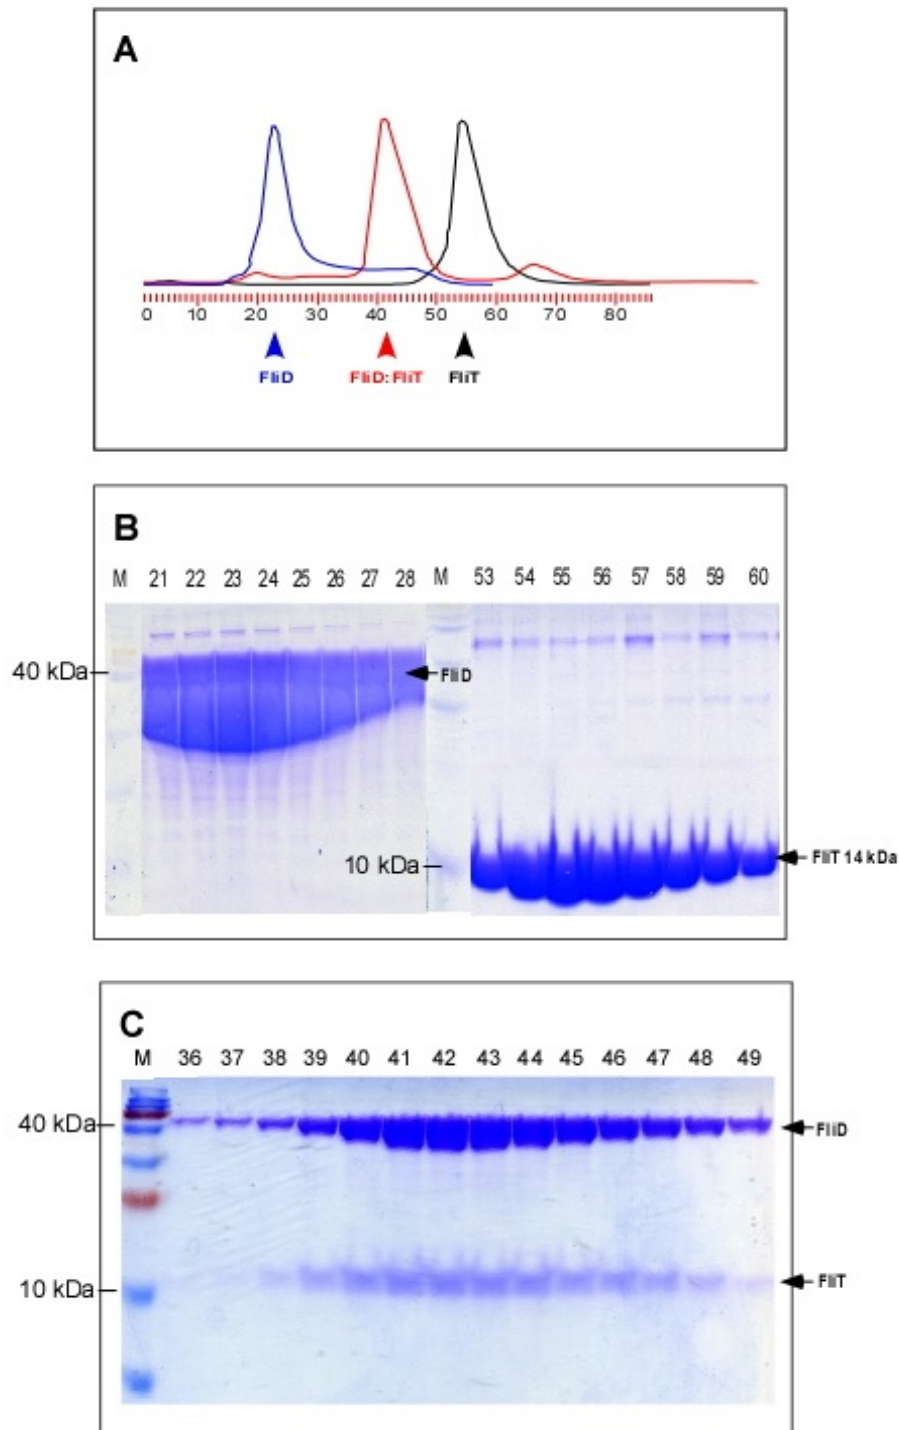 A
0 10 20 30 40 50 60 70 80
FliD FliD:FliT FliT
B
M 21 22 23 24 25 26 27 28 M 53 54 55 56 57 58 59 60
40 kDa FliD
10 kDa FliT 14 kDa
C
M 36 37 38 39 40 41 42 43 44 45 46 47 48 49
40 kDa FliD
10 kDa FliT